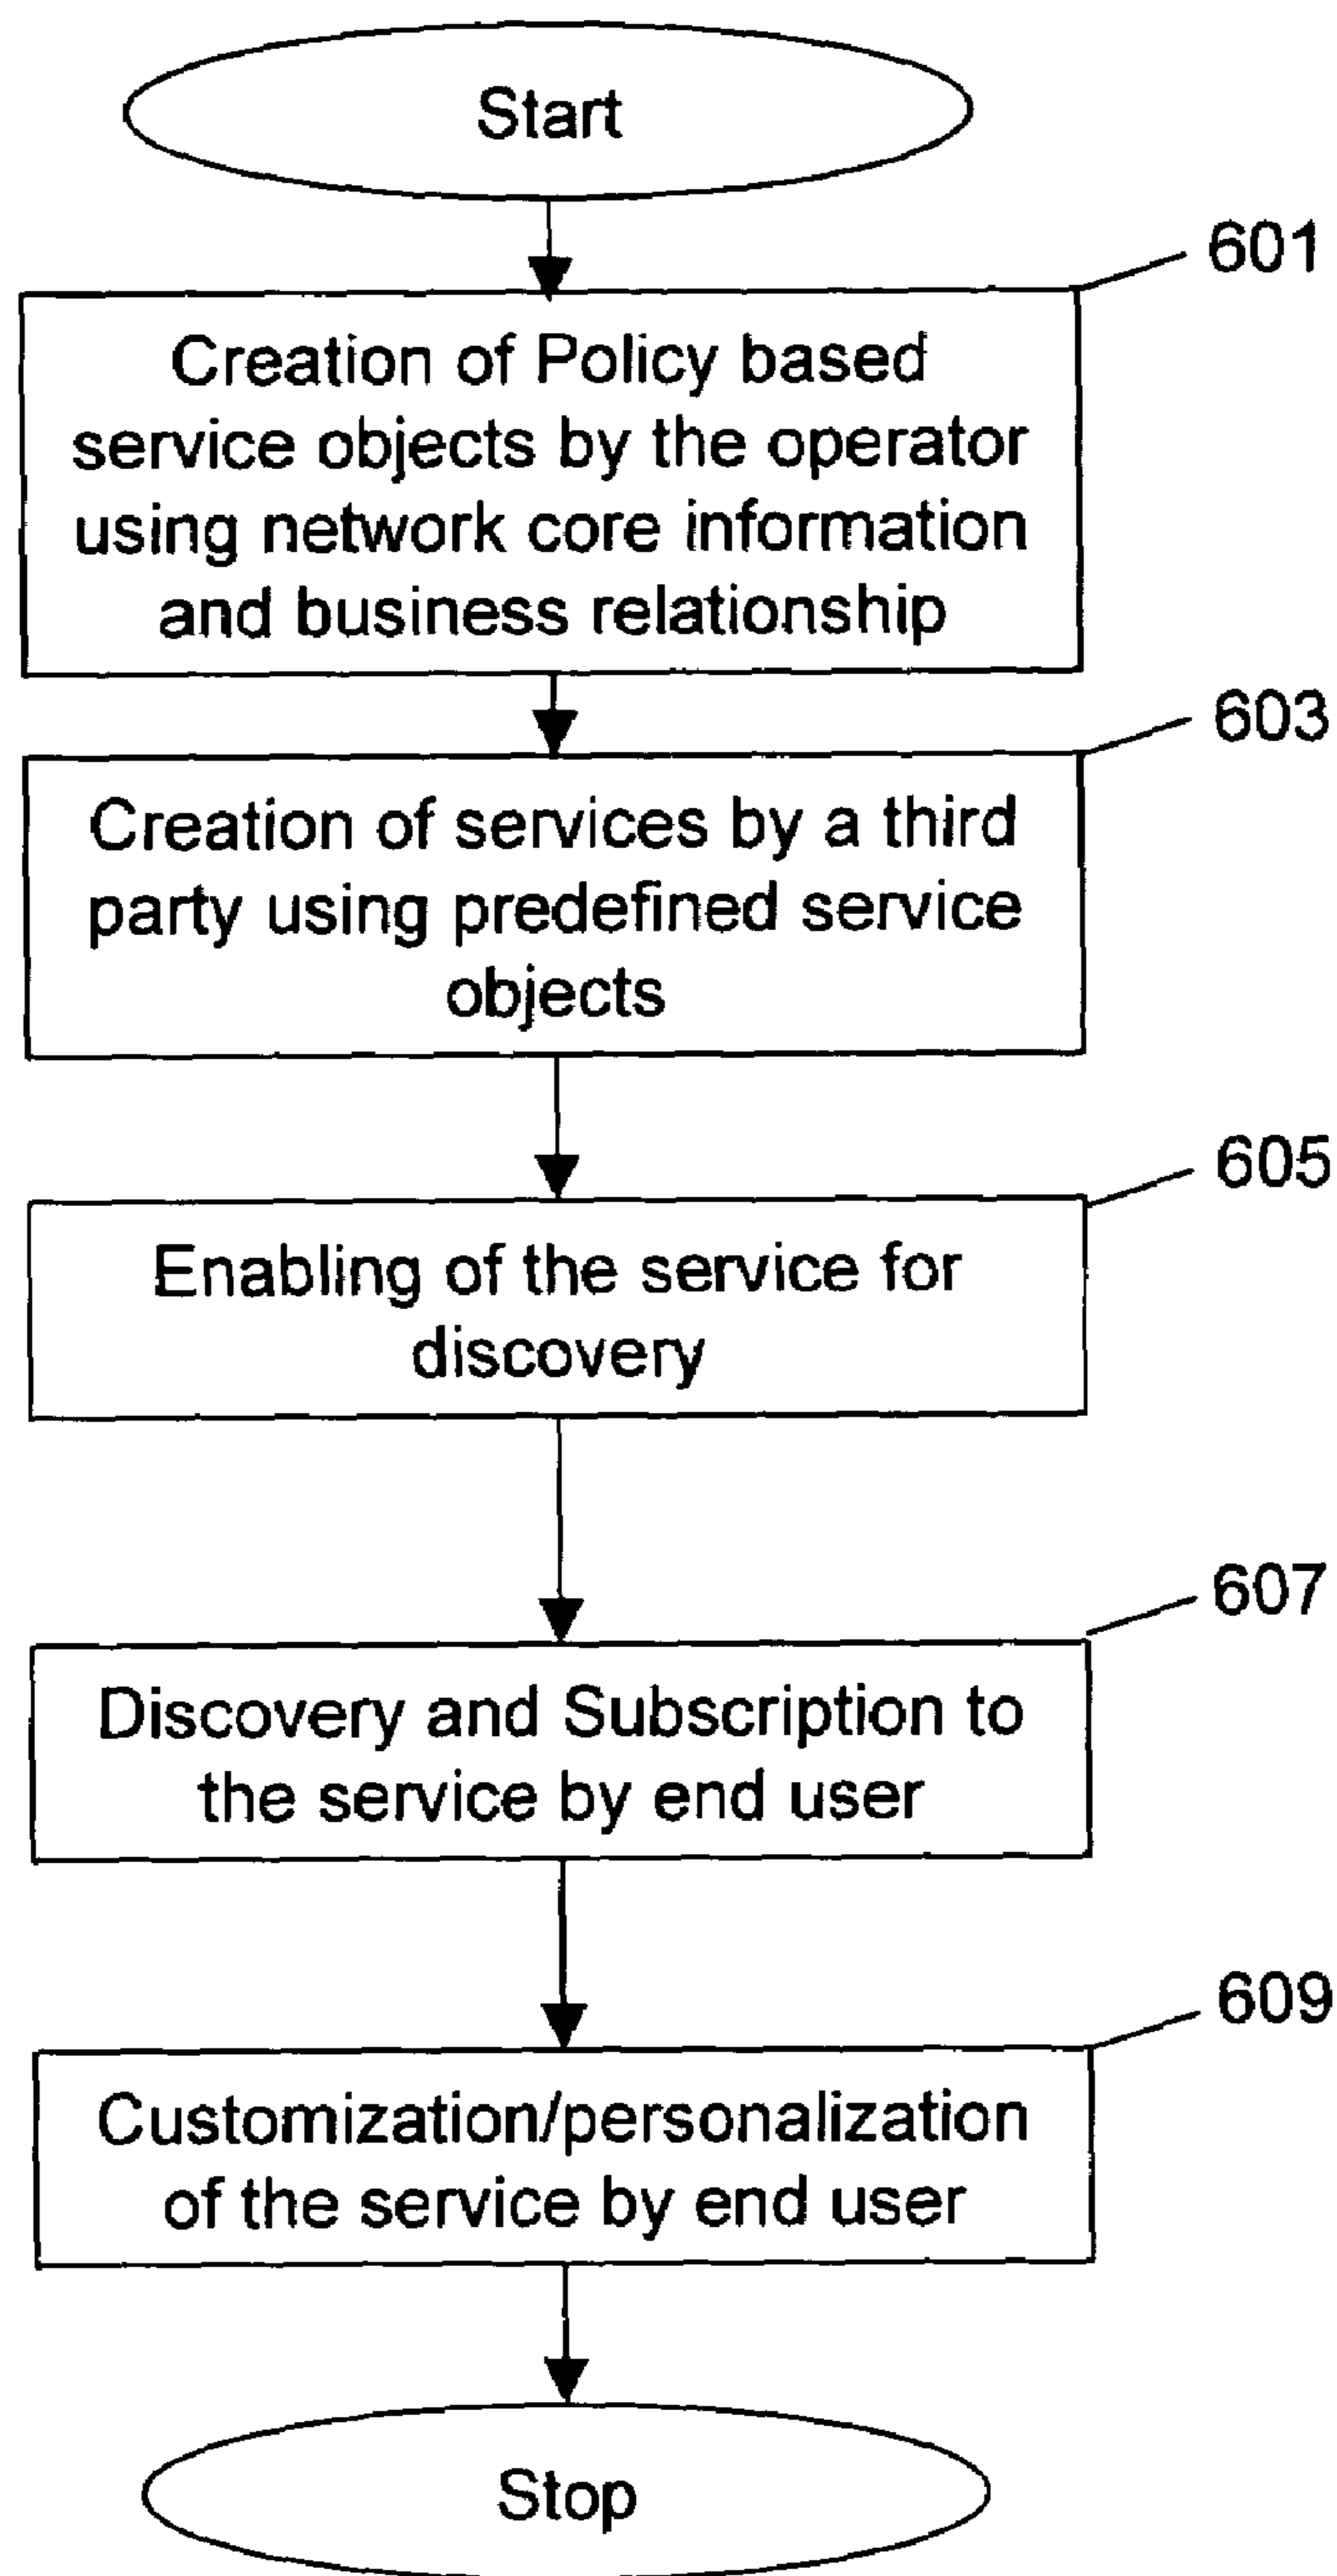 Start
601
Creation of Policy based
service objects by the operator
using network core information
and business relationship
603
Creation of services by a third
party using predefined service
objects
605
Enabling of the service for
discovery
607
Discovery and Subscription to
the service by end user
609
Customization/personalization
of the service by end user
Stop